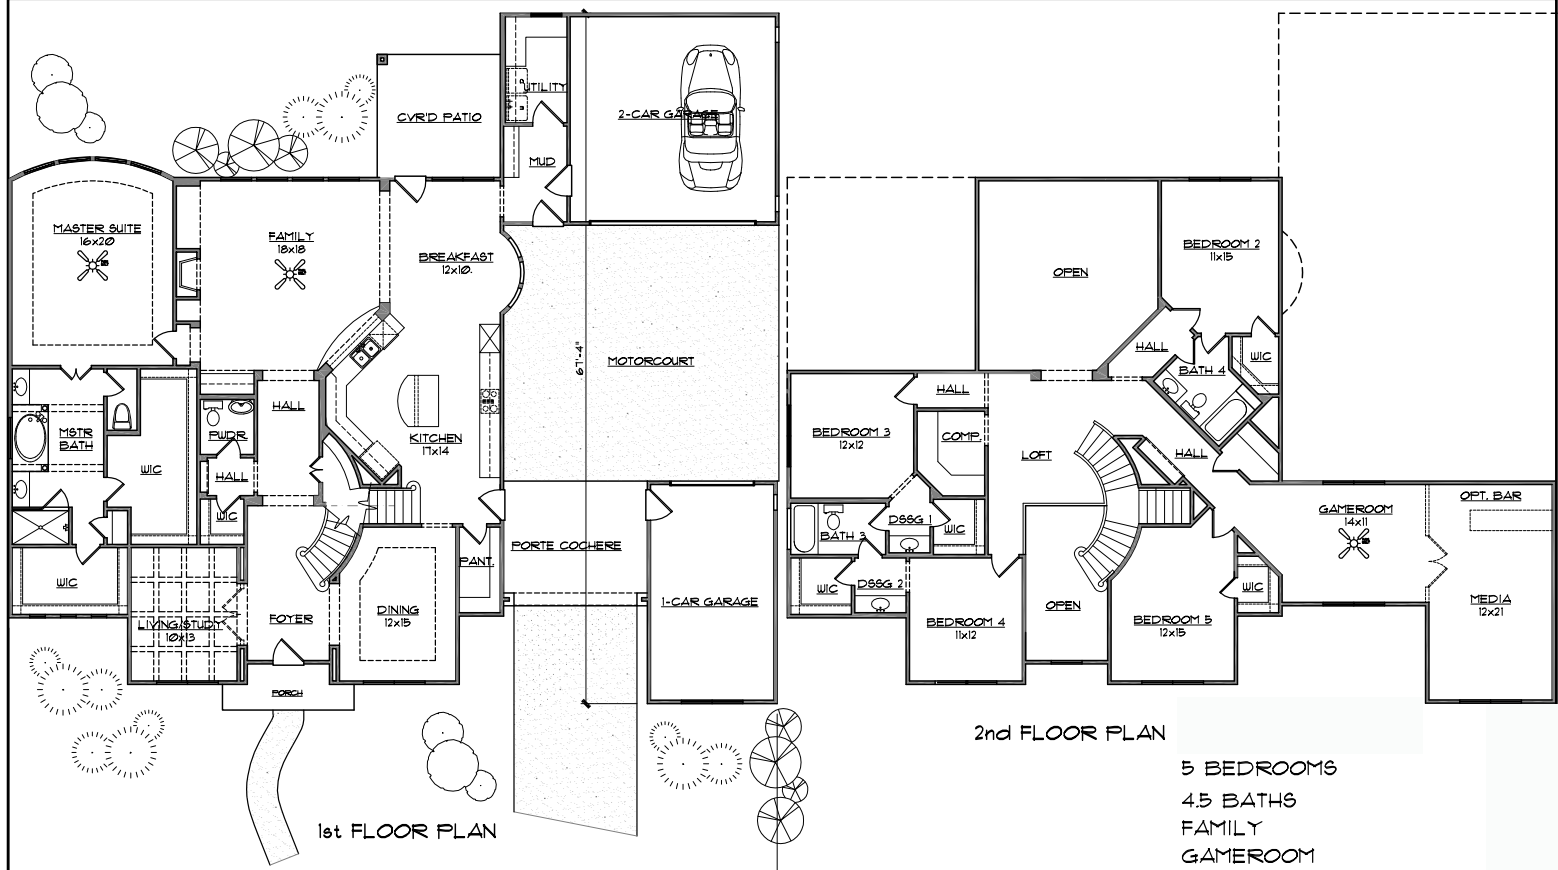 CVR'D PATIO
UTILITY
2-CAR GARAGE
MUD
MASTER SUITE
16x20
FAMILY
18x18
BREAKFAST
12x10.
MOTORCOURT
67'-4"
HALL
KITCHEN
17x14
PWDR
MSTR
BATH
WIC
HALL
WIC
WIC
PANT.
PORTE COCHERE
LIVING/STUDY
10x13
FOYER
DINING
12x15
1-CAR GARAGE
PORCH
1st FLOOR PLAN
OPEN
BEDROOM 2
11x15
HALL
WIC
BATH 4
HALL
BEDROOM 3
12x12
COMP.
LOFT
HALL
GAMEROOM
14x11
OPT. BAR
BATH 3
DSSG 1
WIC
WIC
DSSG 2
BEDROOM 4
11x12
OPEN
BEDROOM 5
12x15
WIC
MEDIA
12x21
2nd FLOOR PLAN
5 BEDROOMS
4.5 BATHS
FAMILY
GAMEROOM